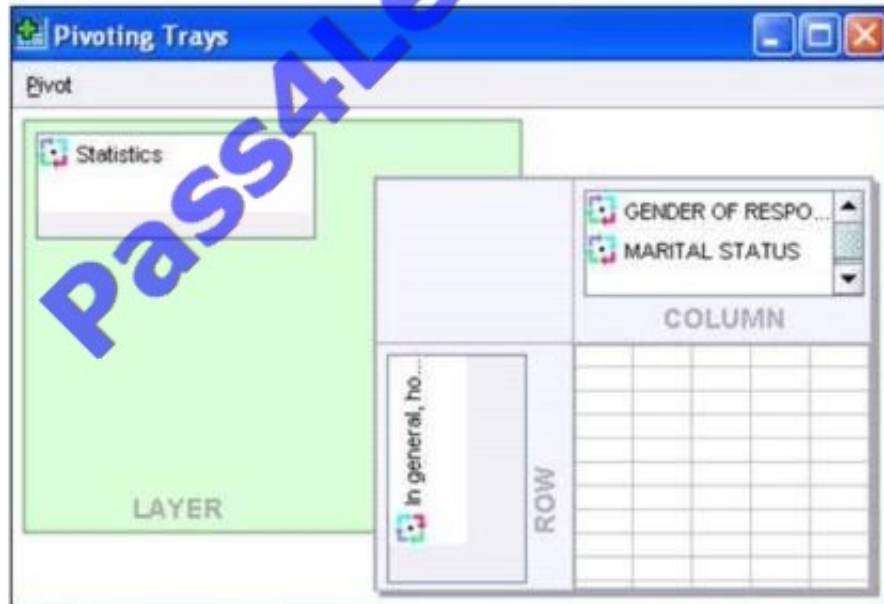 Pivoting Trays
Pivot
Statistics
GENDER OF RESPO...
MARITAL STATUS
COLUMN
In general, ho...
ROW
LAYER
Pass4Le